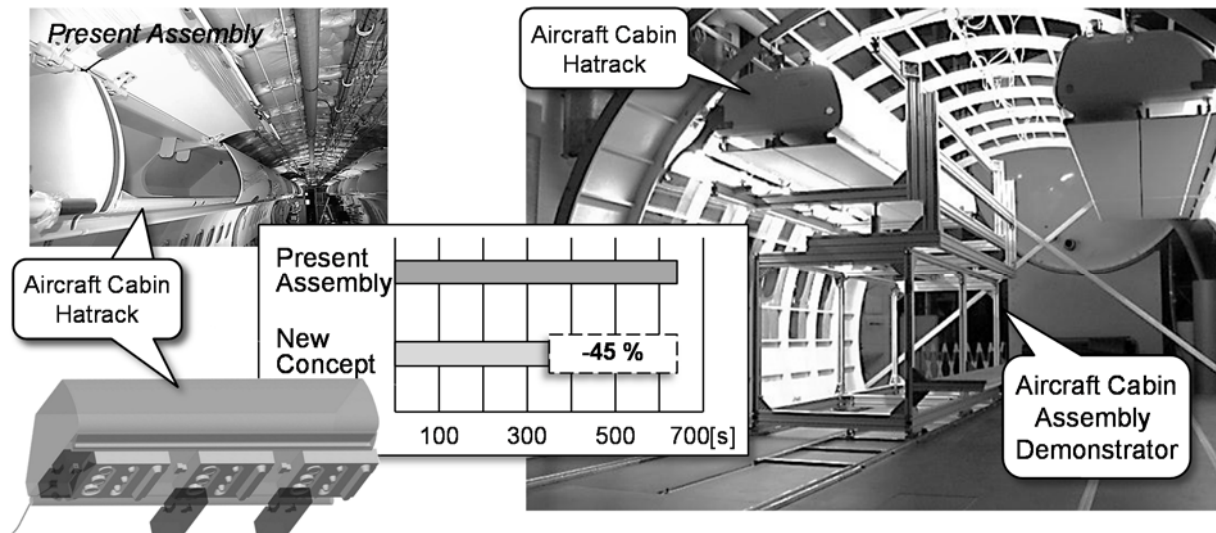 Present Assembly
Aircraft Cabin
Hatrack
Aircraft Cabin
Hatrack
Present
Assembly
New
Concept
-45 %
100 300 500 700[s]
Aircraft Cabin
Assembly
Demonstrator